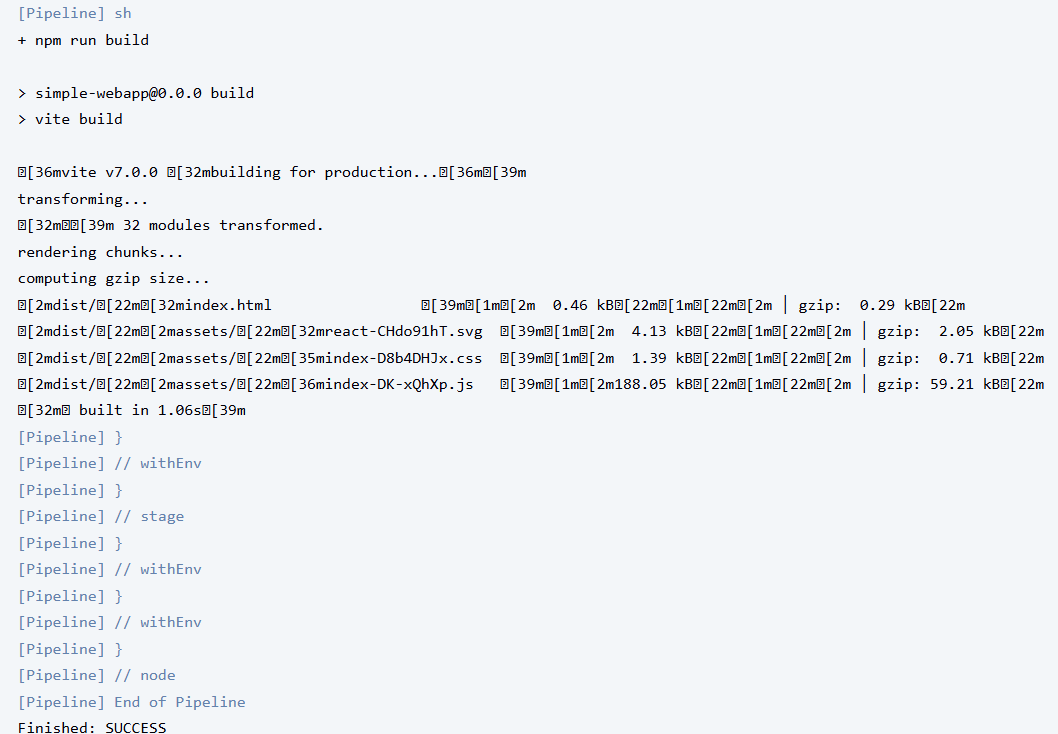 [Pipeline] sh
+ npm run build
> simple-webapp@0.0.0 build
> vite build
�[36mvite v7.0.0 �[32mbuilding for production...�[36m�[39m
transforming...
�[32m��[39m 32 modules transformed.
rendering chunks...
computing gzip size...
�[2mdist/�[22m�[32mindex.html                 �[39m�[1m�[2m  0.46 kB�[22m�[1m�[22m�[2m │ gzip:  0.29 kB�[22m
�[2mdist/�[22m�[2massets/�[22m�[32mreact-CHdo91hT.svg  �[39m�[1m�[2m  4.13 kB�[22m�[1m�[22m�[2m │ gzip:  2.05 kB�[22m
�[2mdist/�[22m�[2massets/�[22m�[35mindex-D8b4DHJx.css  �[39m�[1m�[2m  1.39 kB�[22m�[1m�[22m�[2m │ gzip:  0.71 kB�[22m
�[2mdist/�[22m�[2massets/�[22m�[36mindex-DK-xQhXp.js   �[39m�[1m�[2m188.05 kB�[22m�[1m�[22m�[2m │ gzip: 59.21 kB�[22m
�[32m� built in 1.06s�[39m
[Pipeline] }
[Pipeline] // withEnv
[Pipeline] }
[Pipeline] // stage
[Pipeline] }
[Pipeline] // withEnv
[Pipeline] }
[Pipeline] // withEnv
[Pipeline] }
[Pipeline] // node
[Pipeline] End of Pipeline
Finished: SUCCESS